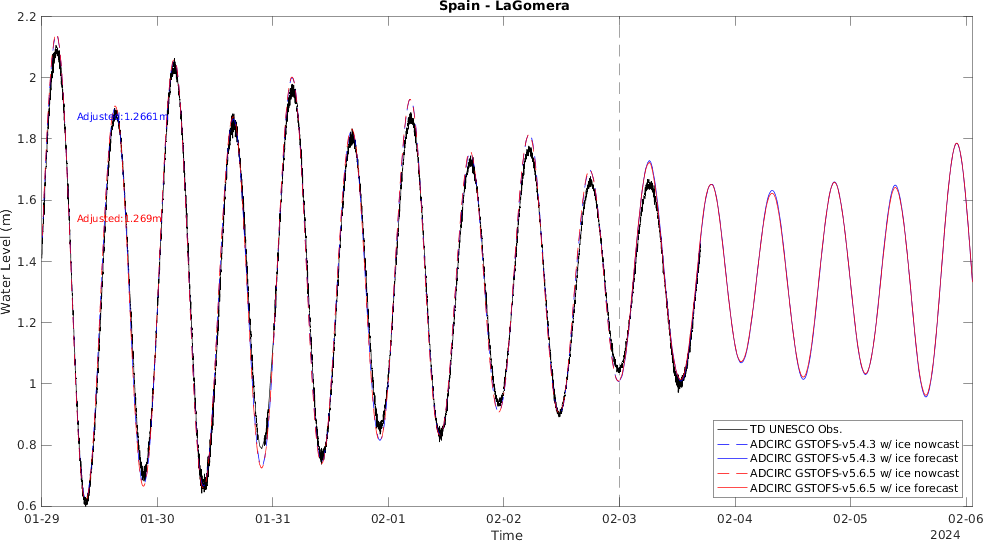 Spain - LaGomera
2.2
2
1.8
1.6
1.4
1.2
1
0.8
0.6
Water Level (m)
Adjusted:1.2661m
Adjusted:1.269m
TD UNESCO Obs.
ADCIRC GSTOFS-v5.4.3 w/ ice nowcast
ADCIRC GSTOFS-v5.4.3 w/ ice forecast
ADCIRC GSTOFS-v5.6.5 w/ ice nowcast
ADCIRC GSTOFS-v5.6.5 w/ ice forecast
01-29 01-30 01-31 02-01 02-02 02-03 02-04 02-05 02-06
Time
2024